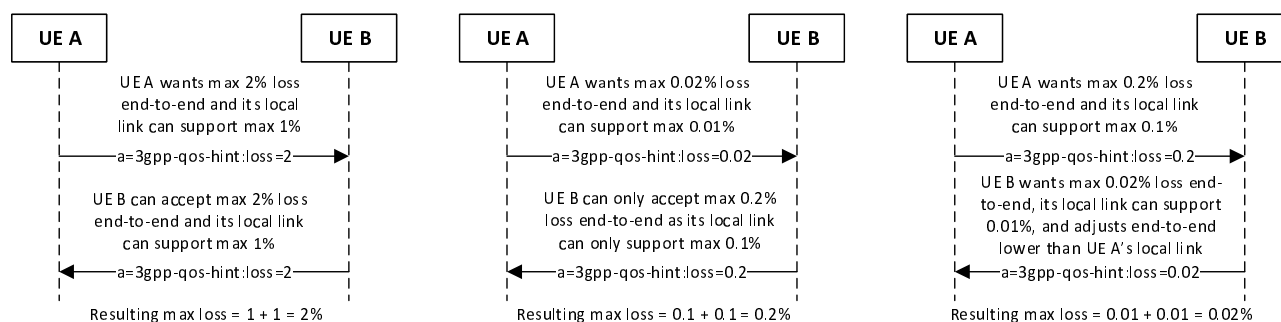 UE A
UE B
UE A wants max 2% loss
end-to-end and its local
link can support max 1%
a=3gpp-qos-hint:loss=2
UE B can accept max 2% loss
end-to-end and its local link
can support max 1%
a=3gpp-qos-hint:loss=2
Resulting max loss = 1 + 1 = 2%
UE A
UE B
UE A wants max 0.02% loss
end-to-end and its local link
can support max 0.01%
a=3gpp-qos-hint:loss=0.02
UE B can only accept max 0.2%
loss end-to-end as its local link
can only support max 0.1%
a=3gpp-qos-hint:loss=0.2
Resulting max loss = 0.1 + 0.1 = 0.2%
UE A
UE B
UE A wants max 0.2% loss
end-to-end and its local link
can support max 0.1%
a=3gpp-qos-hint:loss=0.2
UE B wants max 0.02% loss end-
to-end, its local link can support
0.01%, and adjusts end-to-end
lower than UE A's local link
a=3gpp-qos-hint:loss=0.02
Resulting max loss = 0.01 + 0.01 = 0.02%